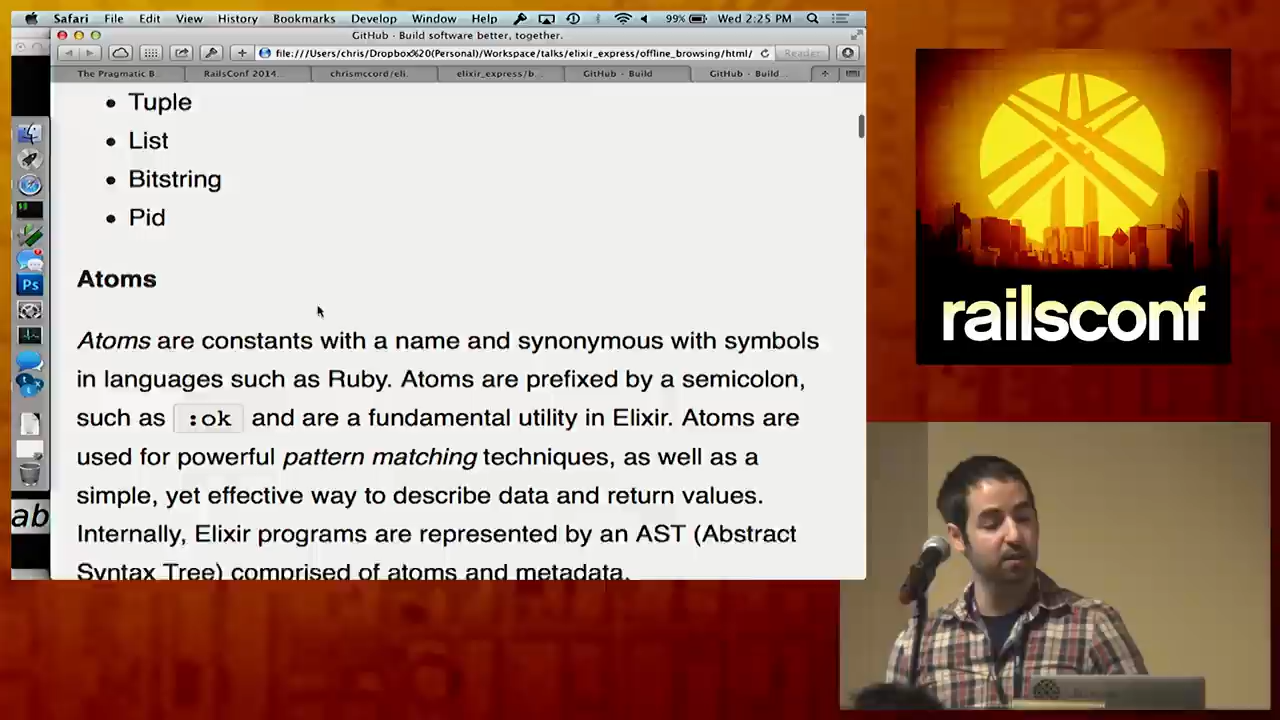 Safari File Edit View History Bookmarks Develop Window Help 99% Wed 2:25 PM
GitHub · Build software better, together.
file:///Users/chris/Dropbox%20(Personal)/Workspace/talks/elixir_express/offline_browsing/html/ Reader
The Pragmatic B... RailsConf 2014... chrismccord/eli... elixir_express/b... GitHub · Build GitHub · Build...
• Tuple
• List
• Bitstring
• Pid
Atoms
Atoms are constants with a name and synonymous with symbols
in languages such as Ruby. Atoms are prefixed by a semicolon,
such as :ok and are a fundamental utility in Elixir. Atoms are
used for powerful pattern matching techniques, as well as a
simple, yet effective way to describe data and return values.
Internally, Elixir programs are represented by an AST (Abstract
Syntax Tree) comprised of atoms and metadata.
Ps
ab
railsconf